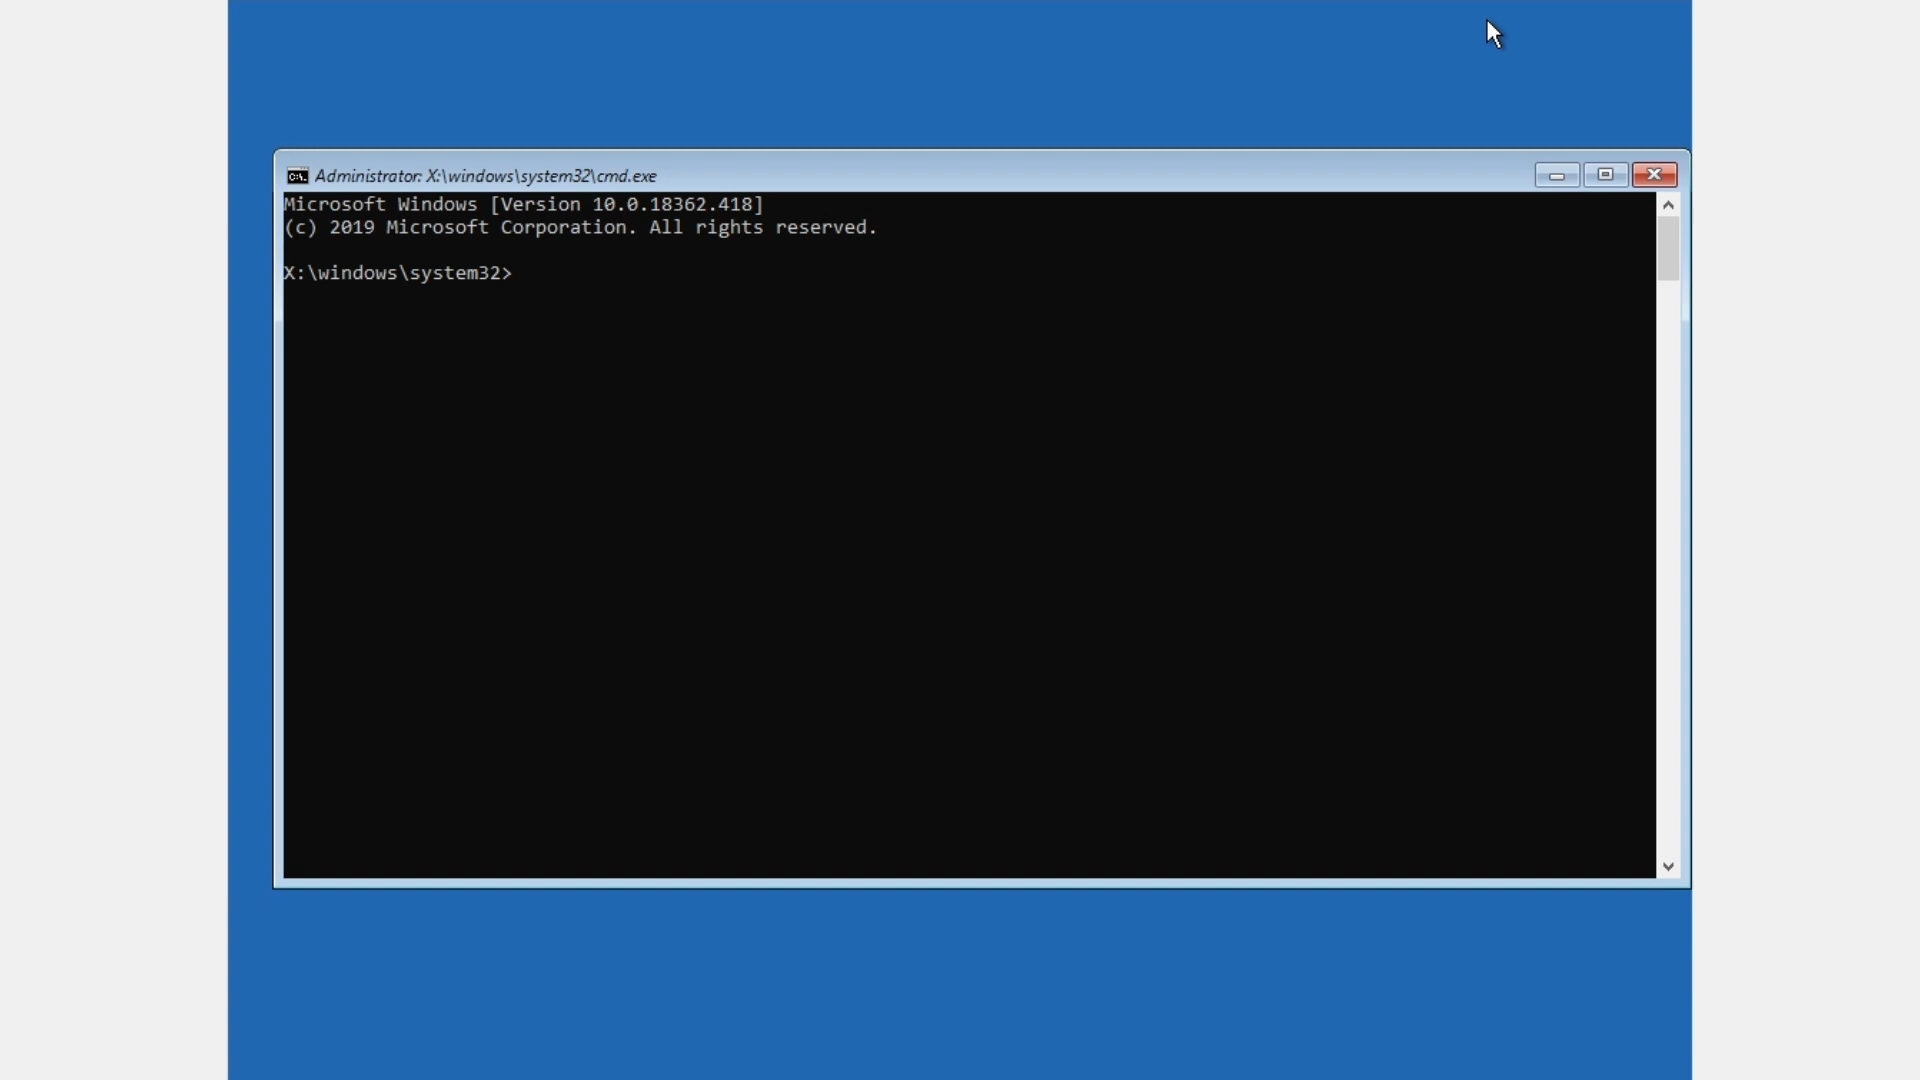 Administrator: X:\windows\system32\cmd.exe
Microsoft Windows [Version 10.0.18362.418]
(c) 2019 Microsoft Corporation. All rights reserved.
X:\windows\system32>